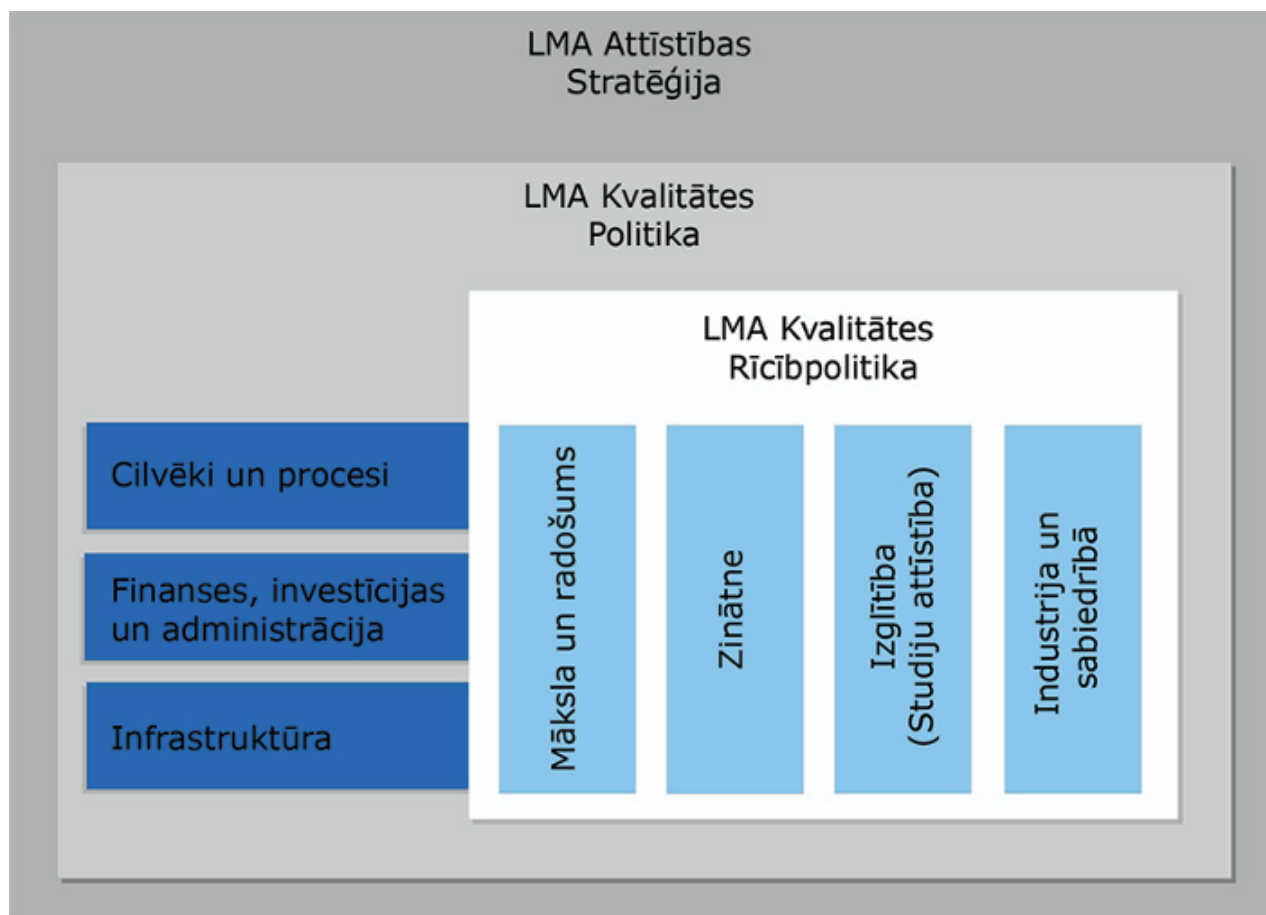 LMA Attīstības
Stratēģija
LMA Kvalitātes
Politika
LMA Kvalitātes
Rīcībpolitika
Cilvēki un procesi
Finanses, investīcijas
un administrācija
Infrastruktūra
Māksla un radošums
Zinātne
Izglītība
(Studiju attīstība)
Industrija un
sabiedrībā